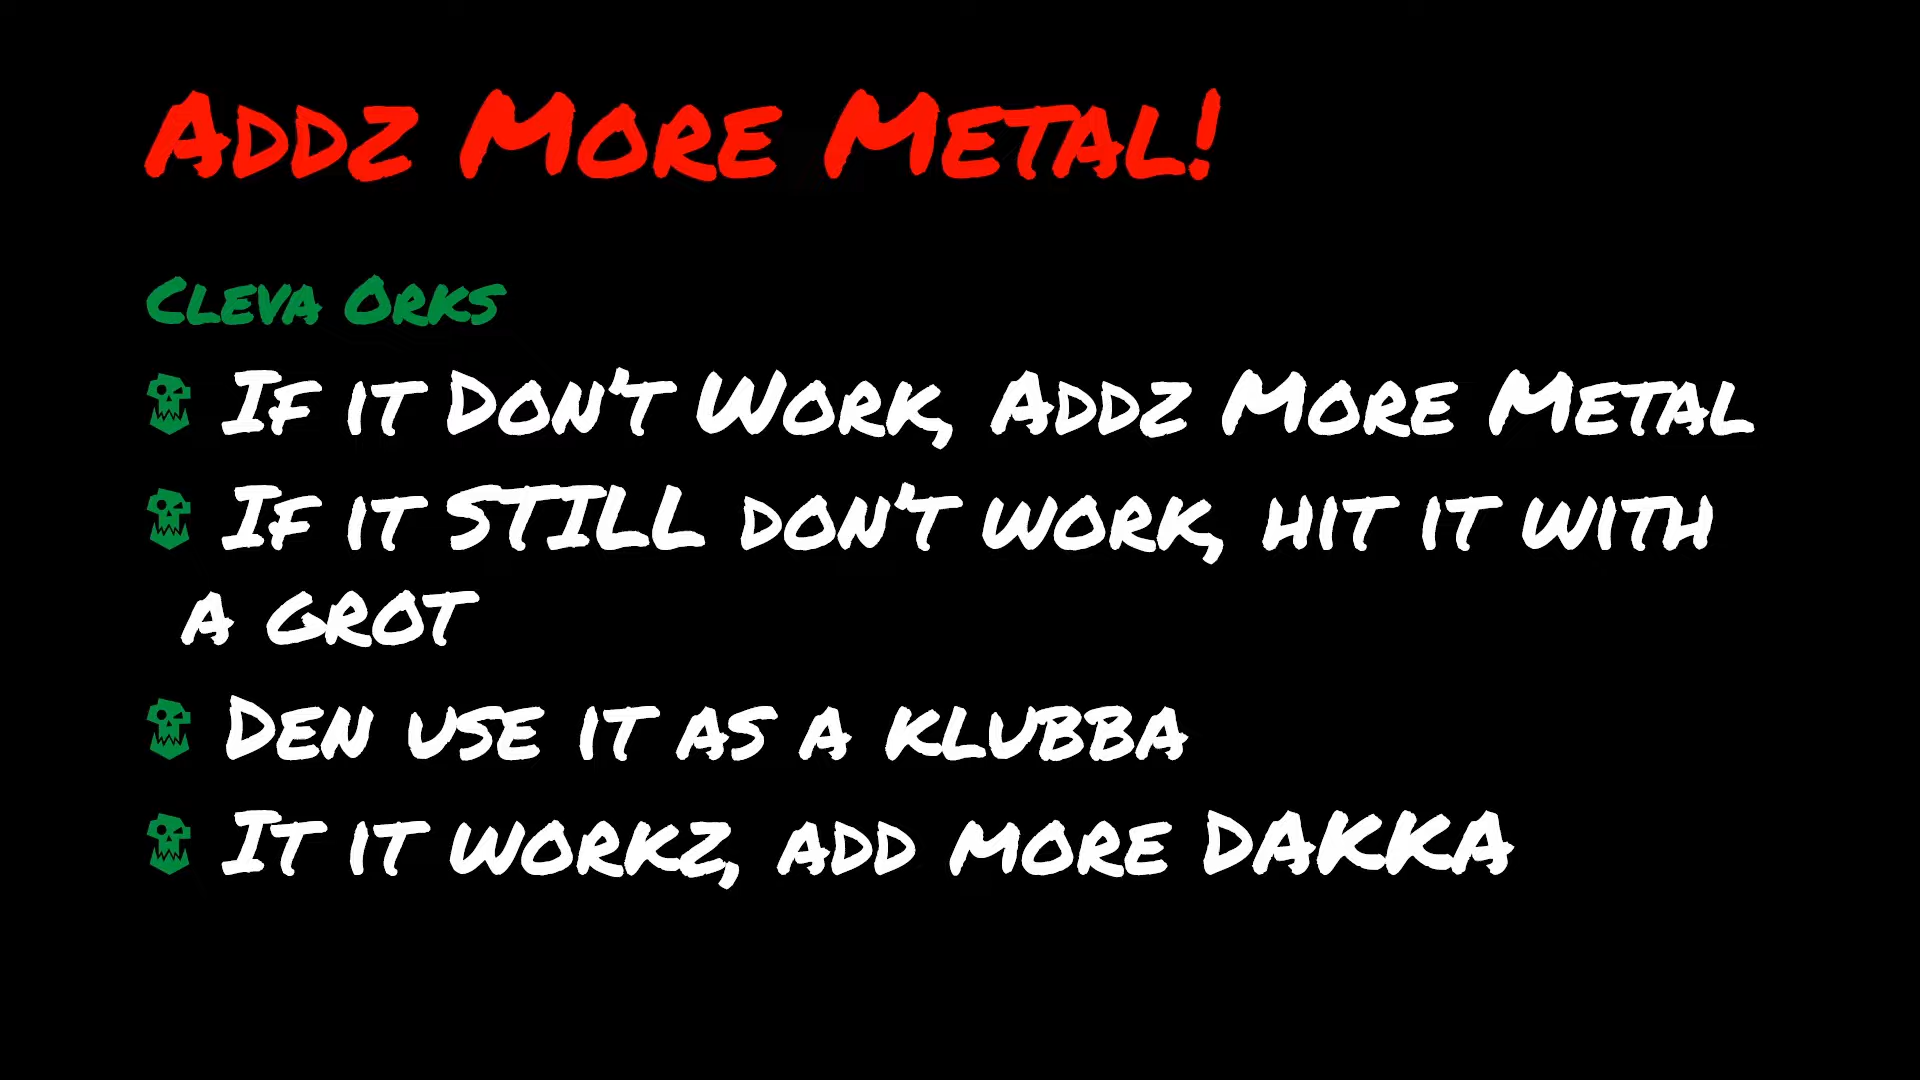 Addz More Metal!
Cleva Orks
If it Don't Work, Addz More Metal
If it STILL don't work, hit it with
a grot
Den use it as a klubba
It it workz, add more DAKKA